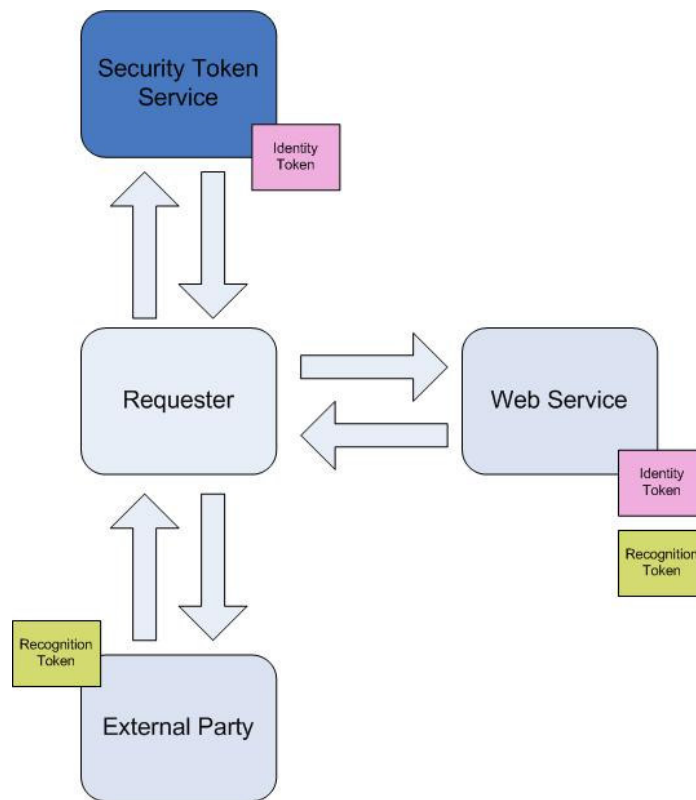 Security Token
Service
Identity
Token
Requester
Web Service
Identity
Token
Recognition
Token
Recognition
Token
External Party